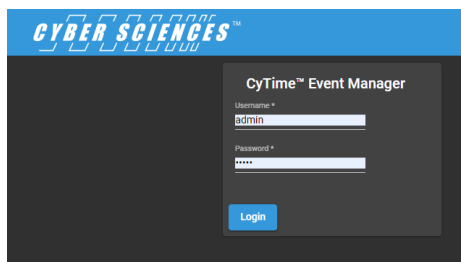 CYBER SCIENCES™
CyTime™ Event Manager
Username *
admin
Password *
•••••
Login